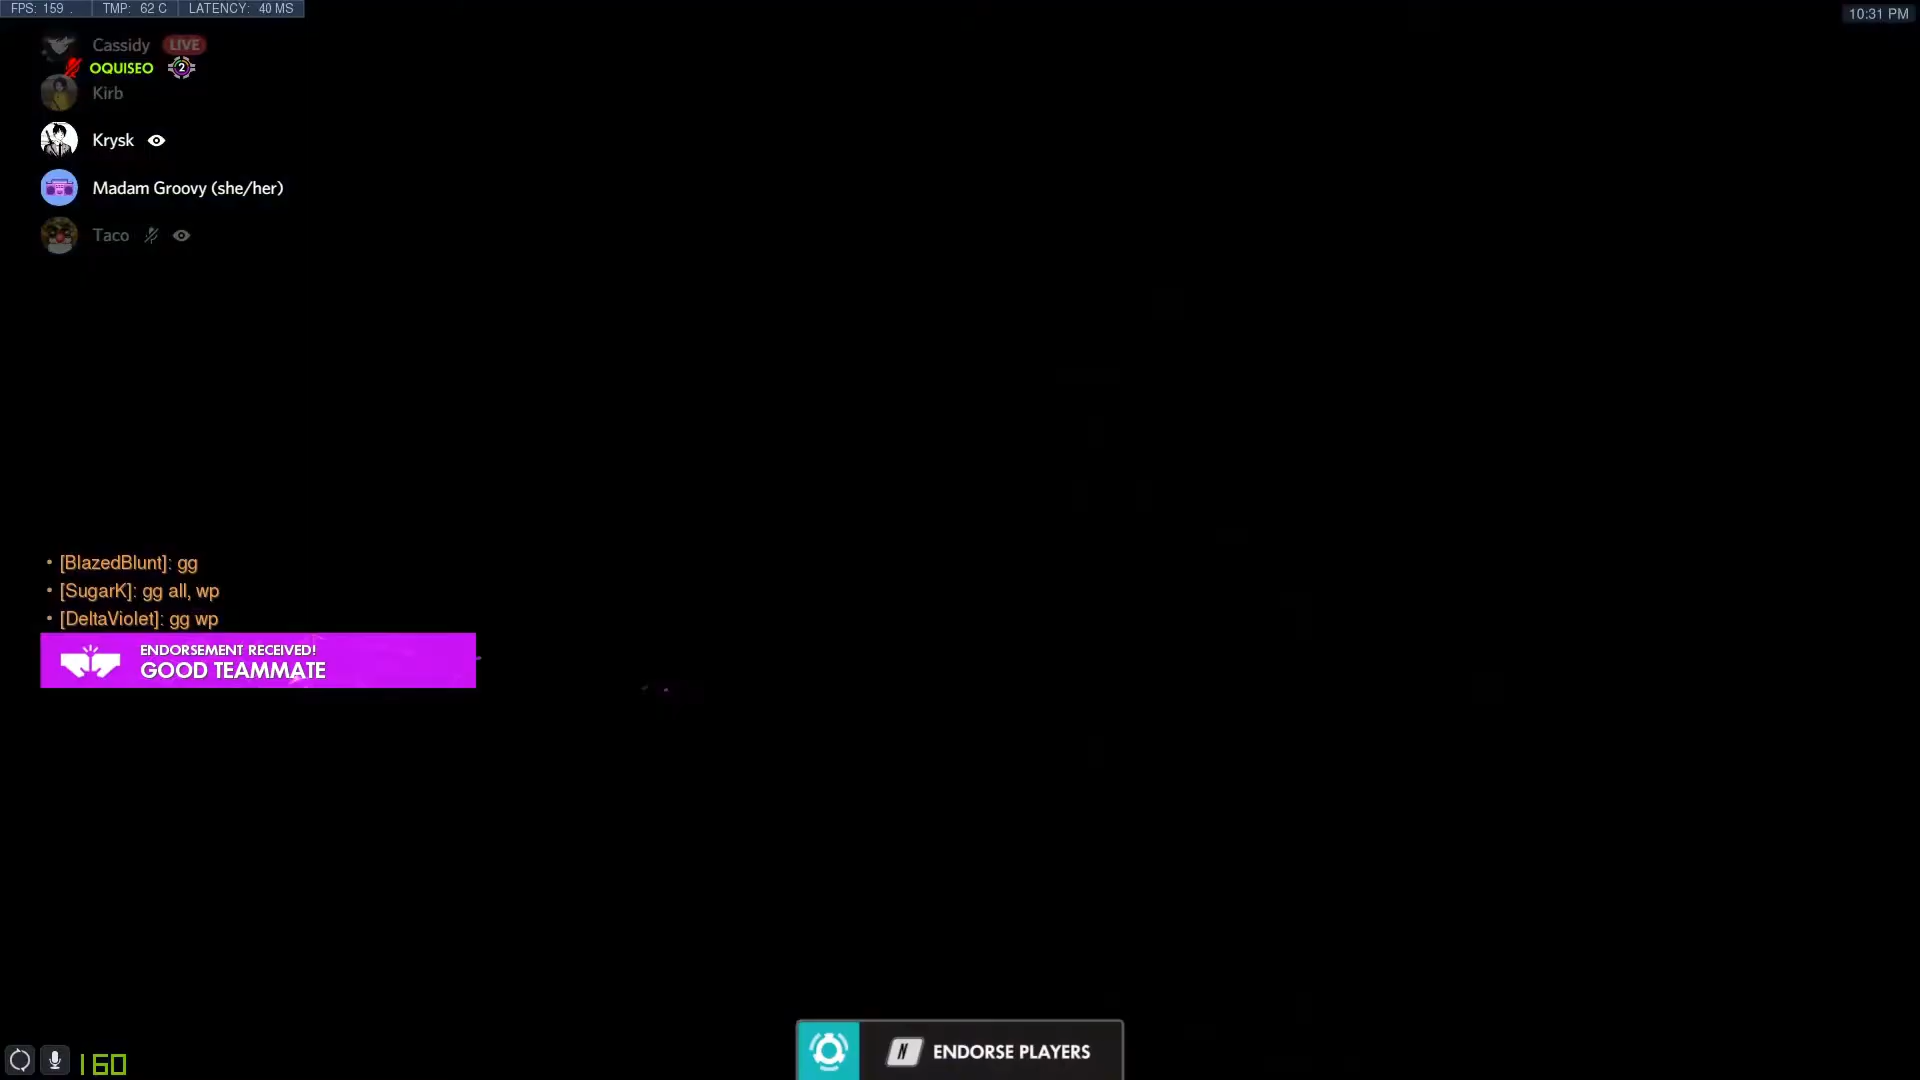 FPS: 159 . TMP: 62 C LATENCY: 40 MS
10:31 PM
Cassidy LIVE
OQUISEO 2
Kirb
Krysk
Madam Groovy (she/her)
Taco
• [BlazedBlunt]: gg
• [SugarK]: gg all, wp
• [DeltaViolet]: gg wp
ENDORSEMENT RECEIVED!
GOOD TEAMMATE
N ENDORSE PLAYERS
160